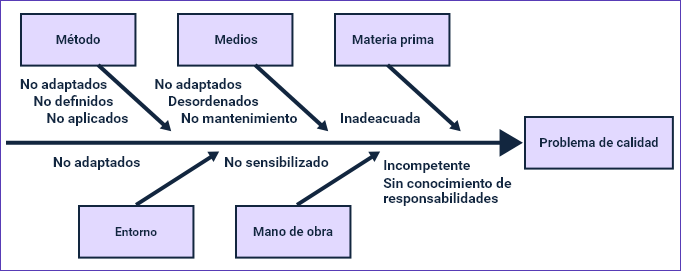 Método
Medios
Materia prima
No adaptados
No definidos
No aplicados
No adaptados
Desordenados
No mantenimiento
Inadeacuada
Problema de calidad
No adaptados
No sensibilizado
Incompetente
Sin conocimiento de
responsabilidades
Entorno
Mano de obra